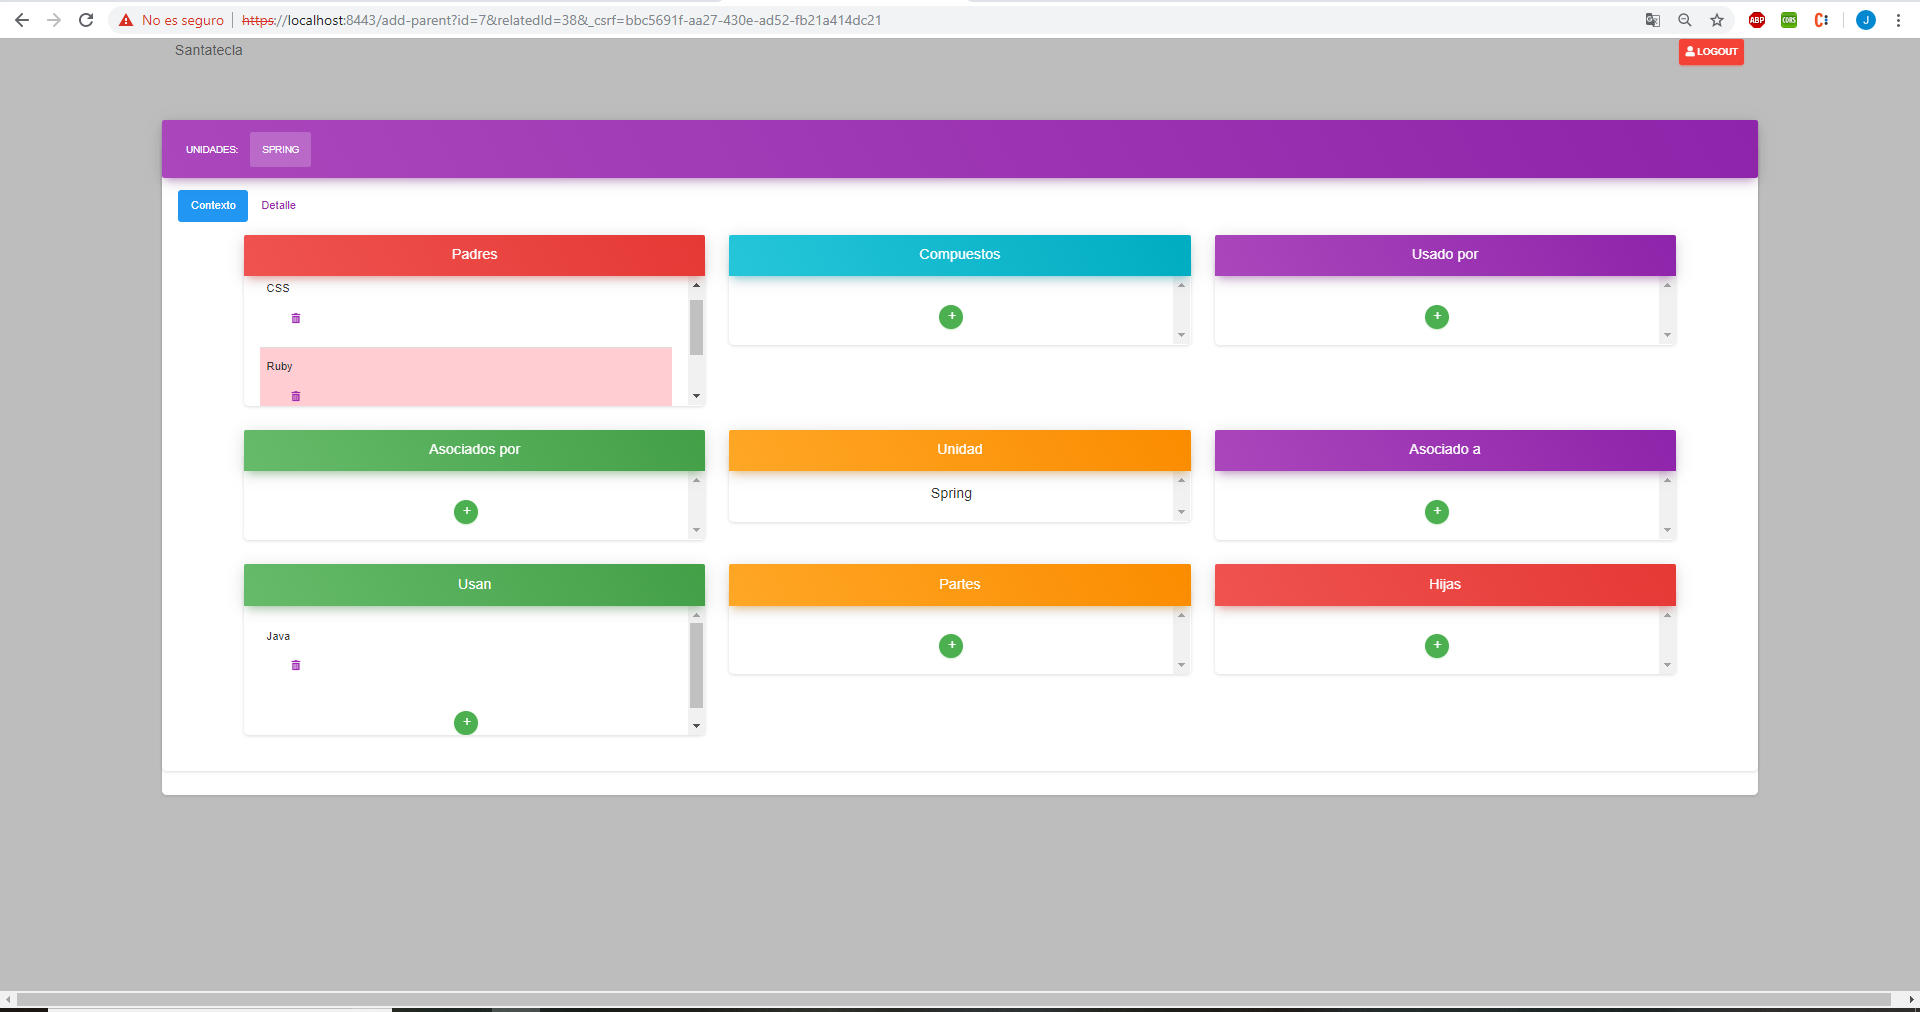 No es seguro
https://localhost:8443/add-parent?id=7&relatedId=38&_csrf=bbc5691f-aa27-430e-ad52-fb21a414dc21
ABP
CORS
J
Santatecla
LOGOUT
UNIDADES:
SPRING
Contexto
Detalle
Padres
Compuestos
Usado por
CSS
+
+
Ruby
Asociados por
Unidad
Asociado a
Spring
+
+
Usan
Partes
Hijas
Java
+
+
+